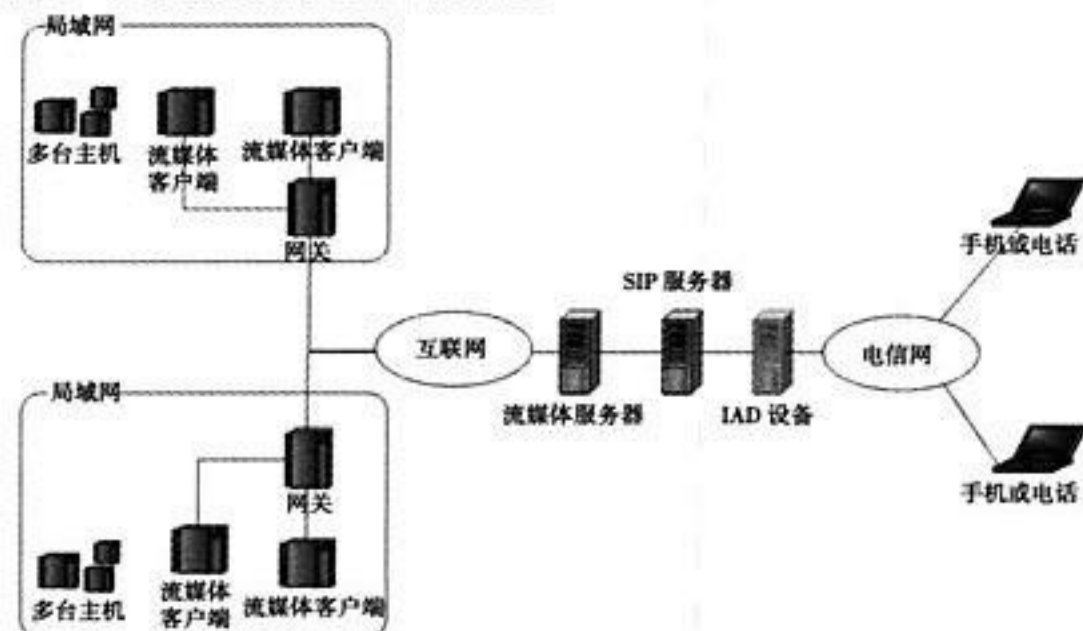 局域网
多台主机
流媒体
客户端
流媒体客户端
网关
互联网
SIP 服务器
流媒体服务器
IAD 设备
电信网
手机或电话
手机或电话
局域网
网关
多台主机
流媒体
客户端
流媒体客户端